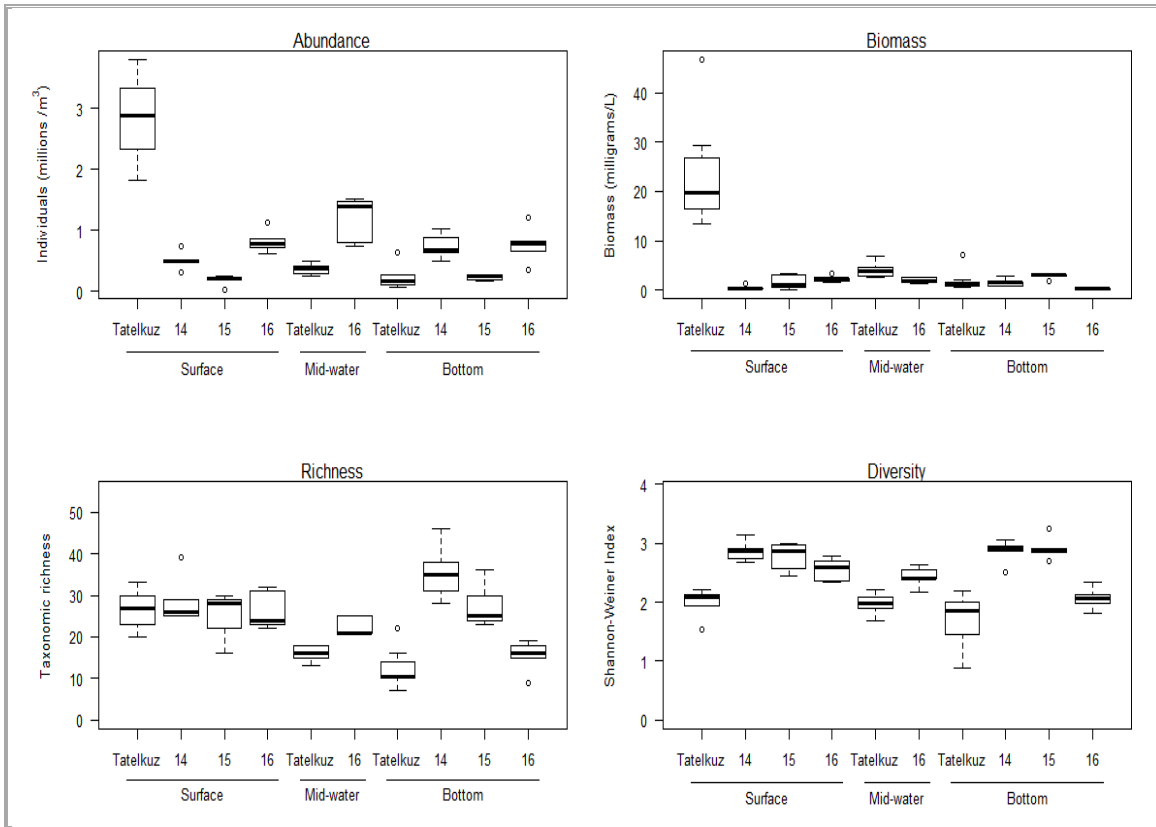 Abundance
Individuals (millions /m³)
3
2
1
0
Tatelkuz 14 15 16 Tatelkuz 16 Tatelkuz 14 15 16
Surface Mid-water Bottom
Biomass
Biomass (milligrams/L)
40
30
20
10
0
Tatelkuz 14 15 16 Tatelkuz 16 Tatelkuz 14 15 16
Surface Mid-water Bottom
Richness
Taxonomic richness
50
40
30
20
10
0
Tatelkuz 14 15 16 Tatelkuz 16 Tatelkuz 14 15 16
Surface Mid-water Bottom
Diversity
Shannon-Weiner Index
4
3
2
1
0
Tatelkuz 14 15 16 Tatelkuz 16 Tatelkuz 14 15 16
Surface Mid-water Bottom